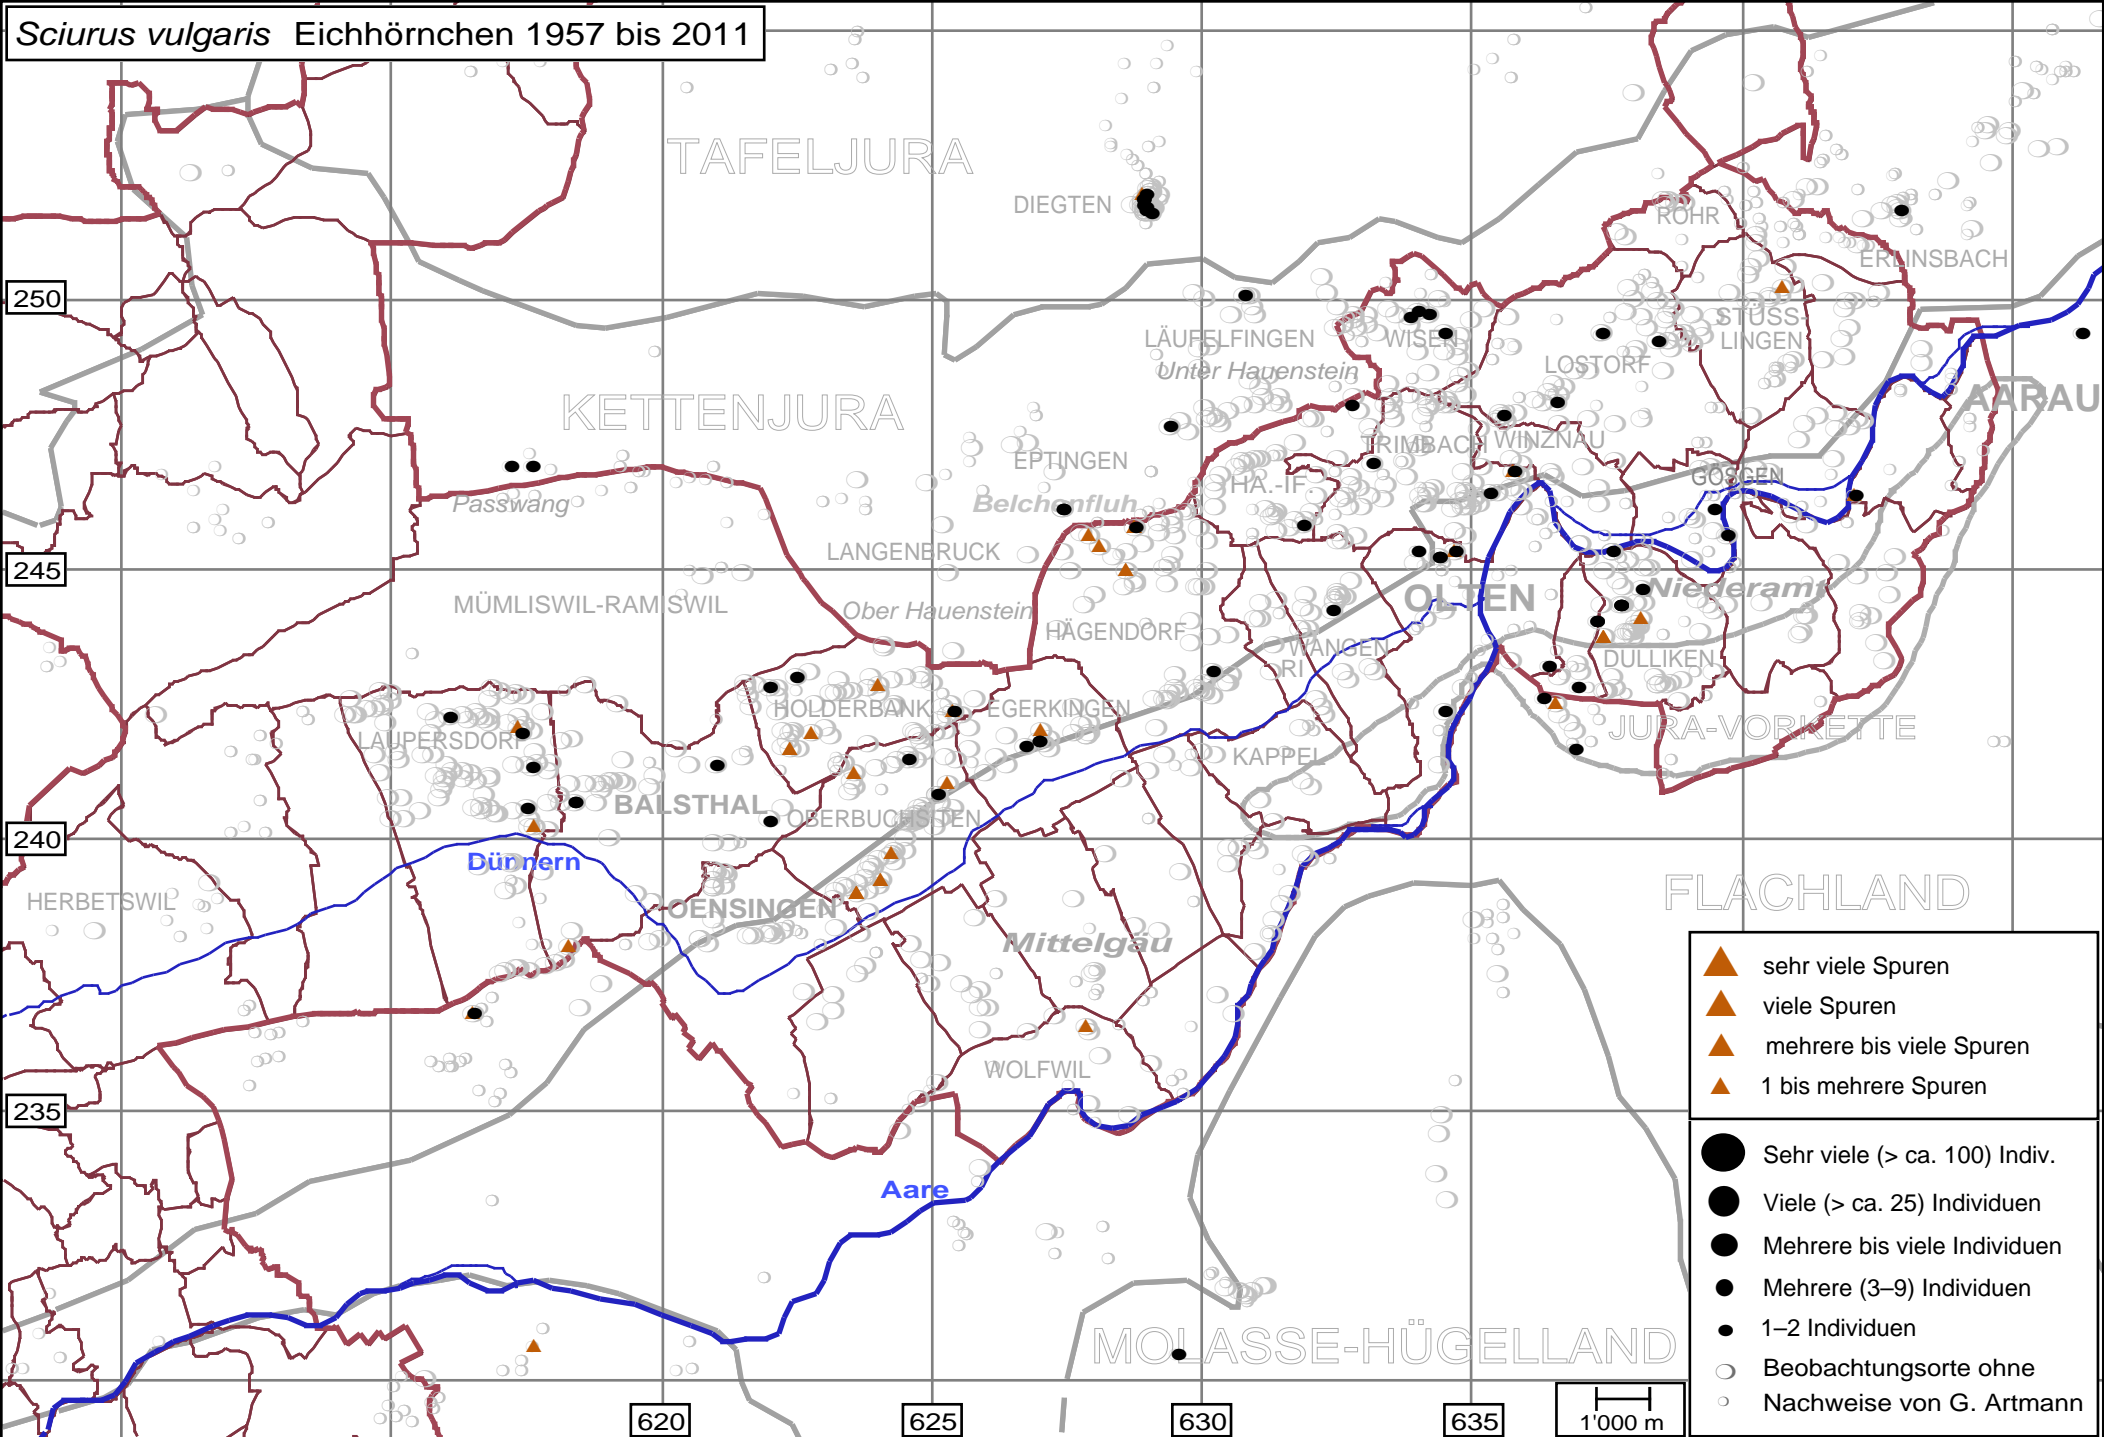 Sciurus vulgaris Eichhörnchen 1957 bis 2011
TAFELJURA
DIEGTEN
ROHR
ERLINSBACH
250
STÜSS-
LINGEN
LÄUFELFINGEN
WISEN
LOSTORF
Unter Hauenstein
KETTENJURA
AARAU
TRIMBACH
WINZNAU
EPTINGEN
GÖSGEN
HA.-IF.
Passwang
Belchenfluh
LANGENBRUCK
245
MÜMLISWIL-RAMISWIL
Ober Hauenstein
OLTEN
Niederamt
HÄGENDORF
WANGEN
RI
DULLIKEN
HOLDERBANK
EGERKINGEN
JURA-VORKETTE
LAUPERSDORF
KAPPEL
BALSTHAL
OBERBUCHSITEN
240
Dünnern
HERBETSWIL
OENSINGEN
FLACHLAND
Mittelgäu
sehr viele Spuren
viele Spuren
mehrere bis viele Spuren
WOLFWIL
1 bis mehrere Spuren
235
Sehr viele (> ca. 100) Indiv.
Aare
Viele (> ca. 25) Individuen
Mehrere bis viele Individuen
Mehrere (3–9) Individuen
1–2 Individuen
MOLASSE-HÜGELLAND
Beobachtungsorte ohne
Nachweise von G. Artmann
620
625
630
635
1'000 m